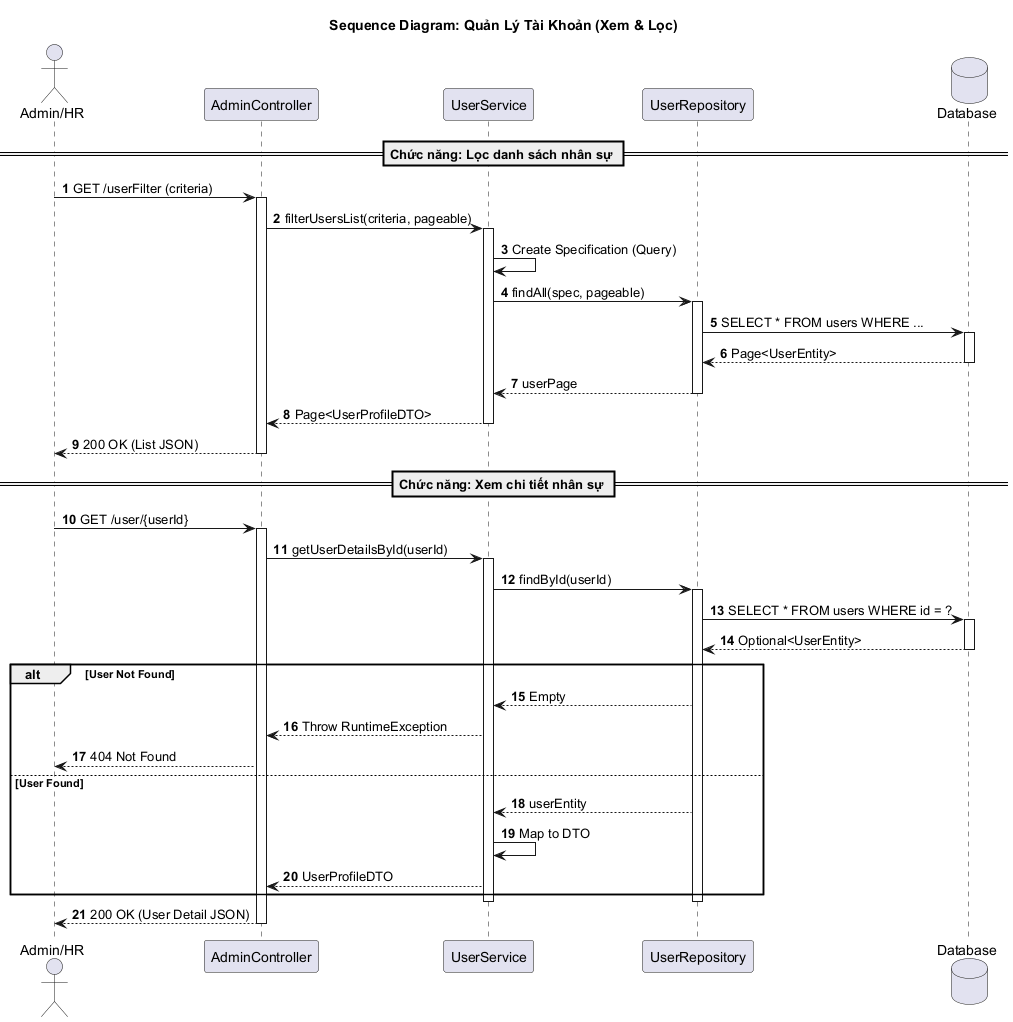 Sequence Diagram: Quản Lý Tài Khoản (Xem & Lọc)
Admin/HR
AdminController
UserService
UserRepository
Database
Chức năng: Lọc danh sách nhân sự
1 GET /userFilter (criteria)
2 filterUsersList(criteria, pageable)
3 Create Specification (Query)
4 findAll(spec, pageable)
5 SELECT * FROM users WHERE ...
6 Page<UserEntity>
7 userPage
8 Page<UserProfileDTO>
9 200 OK (List JSON)
Chức năng: Xem chi tiết nhân sự
10 GET /user/{userId}
11 getUserDetailsById(userId)
12 findById(userId)
13 SELECT * FROM users WHERE id = ?
14 Optional<UserEntity>
alt [User Not Found]
15 Empty
16 Throw RuntimeException
17 404 Not Found
[User Found]
18 userEntity
19 Map to DTO
20 UserProfileDTO
21 200 OK (User Detail JSON)
Admin/HR
AdminController
UserService
UserRepository
Database